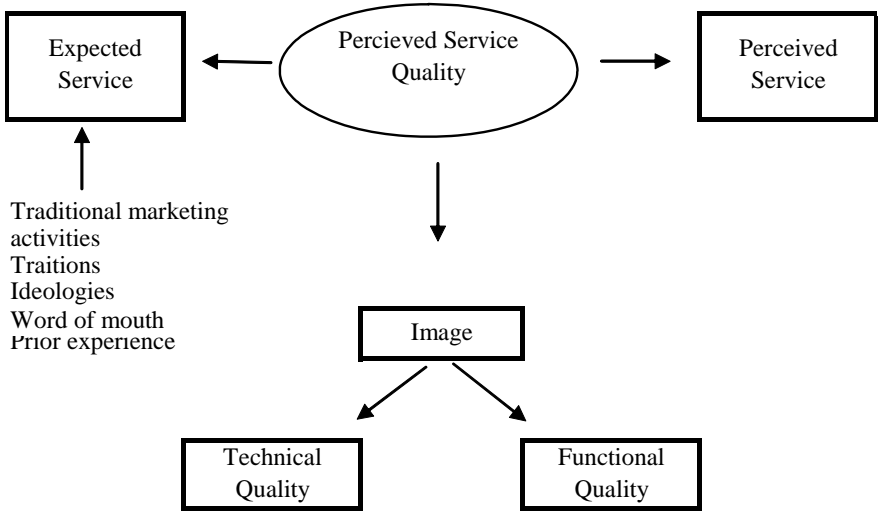 Expected
Service
Percieved Service
Quality
Perceived
Service
Traditional marketing
activities
Traitions
Ideologies
Word of mouth
Prior experience
Image
Technical
Quality
Functional
Quality